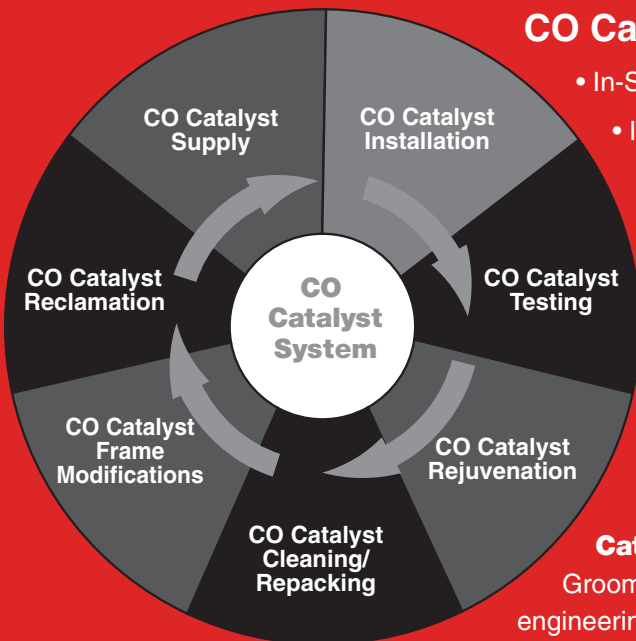 CO Ca
• In-S
• I
CO Catalyst
Supply
CO Catalyst
Installation
CO Catalyst
Testing
CO Catalyst
Rejuvenation
CO Catalyst
Cleaning/
Repacking
CO Catalyst
Frame
Modifications
CO Catalyst
Reclamation
CO
Catalyst
System
Cat
Groom
engineerin